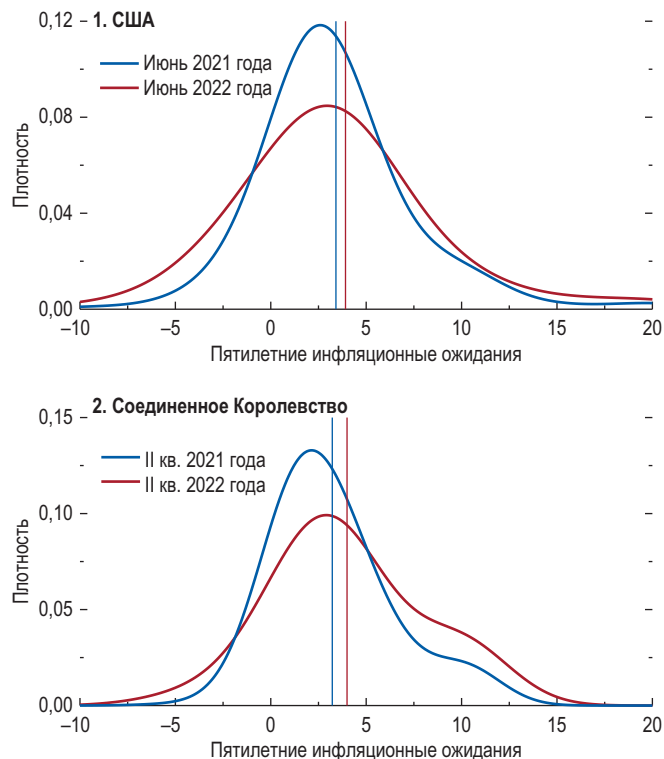 1. США
Июнь 2021 года
Июнь 2022 года
Плотность
0,12
0,08
0,04
0,00
–10 –5 0 5 10 15 20
Пятилетние инфляционные ожидания
2. Соединенное Королевство
II кв. 2021 года
II кв. 2022 года
Плотность
0,15
0,10
0,05
0,00
–10 –5 0 5 10 15 20
Пятилетние инфляционные ожидания